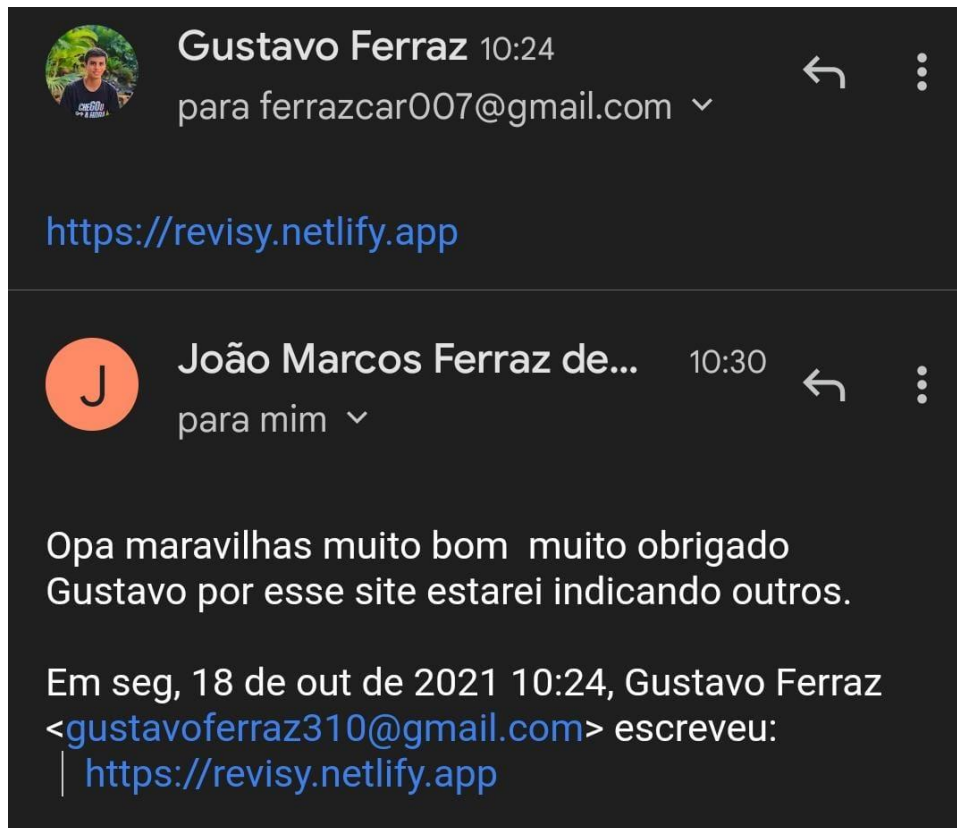 Gustavo Ferraz 10:24
para ferrazcar007@gmail.com
CHEGOU
A HORA
https://revisy.netlify.app
João Marcos Ferraz de... 10:30
J
para mim
Opa maravilhas muito bom  muito obrigado
Gustavo por esse site estarei indicando outros.
Em seg, 18 de out de 2021 10:24, Gustavo Ferraz
<gustavoferraz310@gmail.com> escreveu:
https://revisy.netlify.app